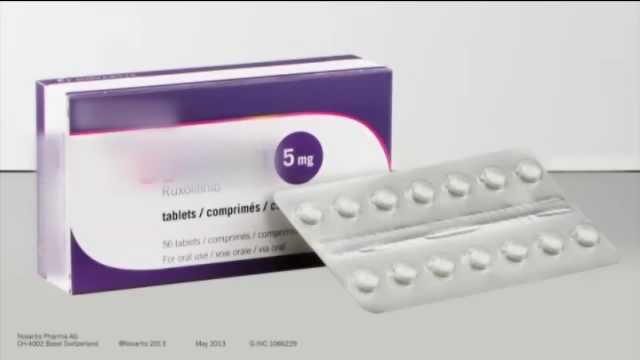 5 mg
Ruxolitinib
tablets / comprimés /
56 tablets / comprimés /
For oral use / voie orale / via oral
Novartis Pharma AG
CH-4002 Basel Switzerland ©Novartis 2013 May 2013 G-INC 1066229